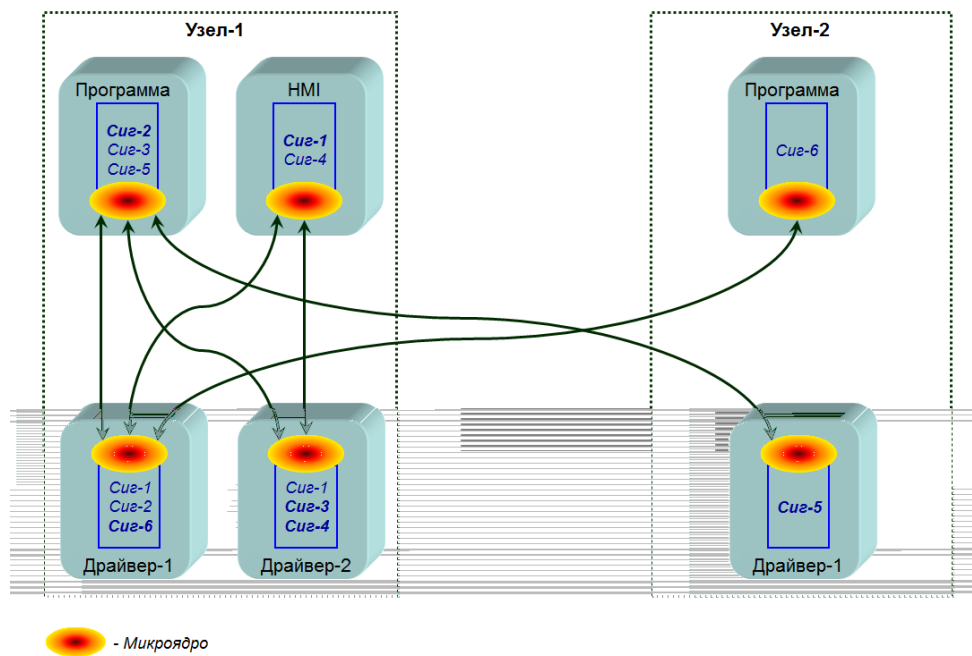 Узел-1
Узел-2
Программа
HMI
Программа
Сиг-2
Сиг-3
Сиг-5
Сиг-1
Сиг-4
Сиг-6
Сиг-1
Сиг-2
Сиг-6
Сиг-1
Сиг-3
Сиг-4
Сиг-5
Драйвер-1
Драйвер-2
Драйвер-1
- Микроядро